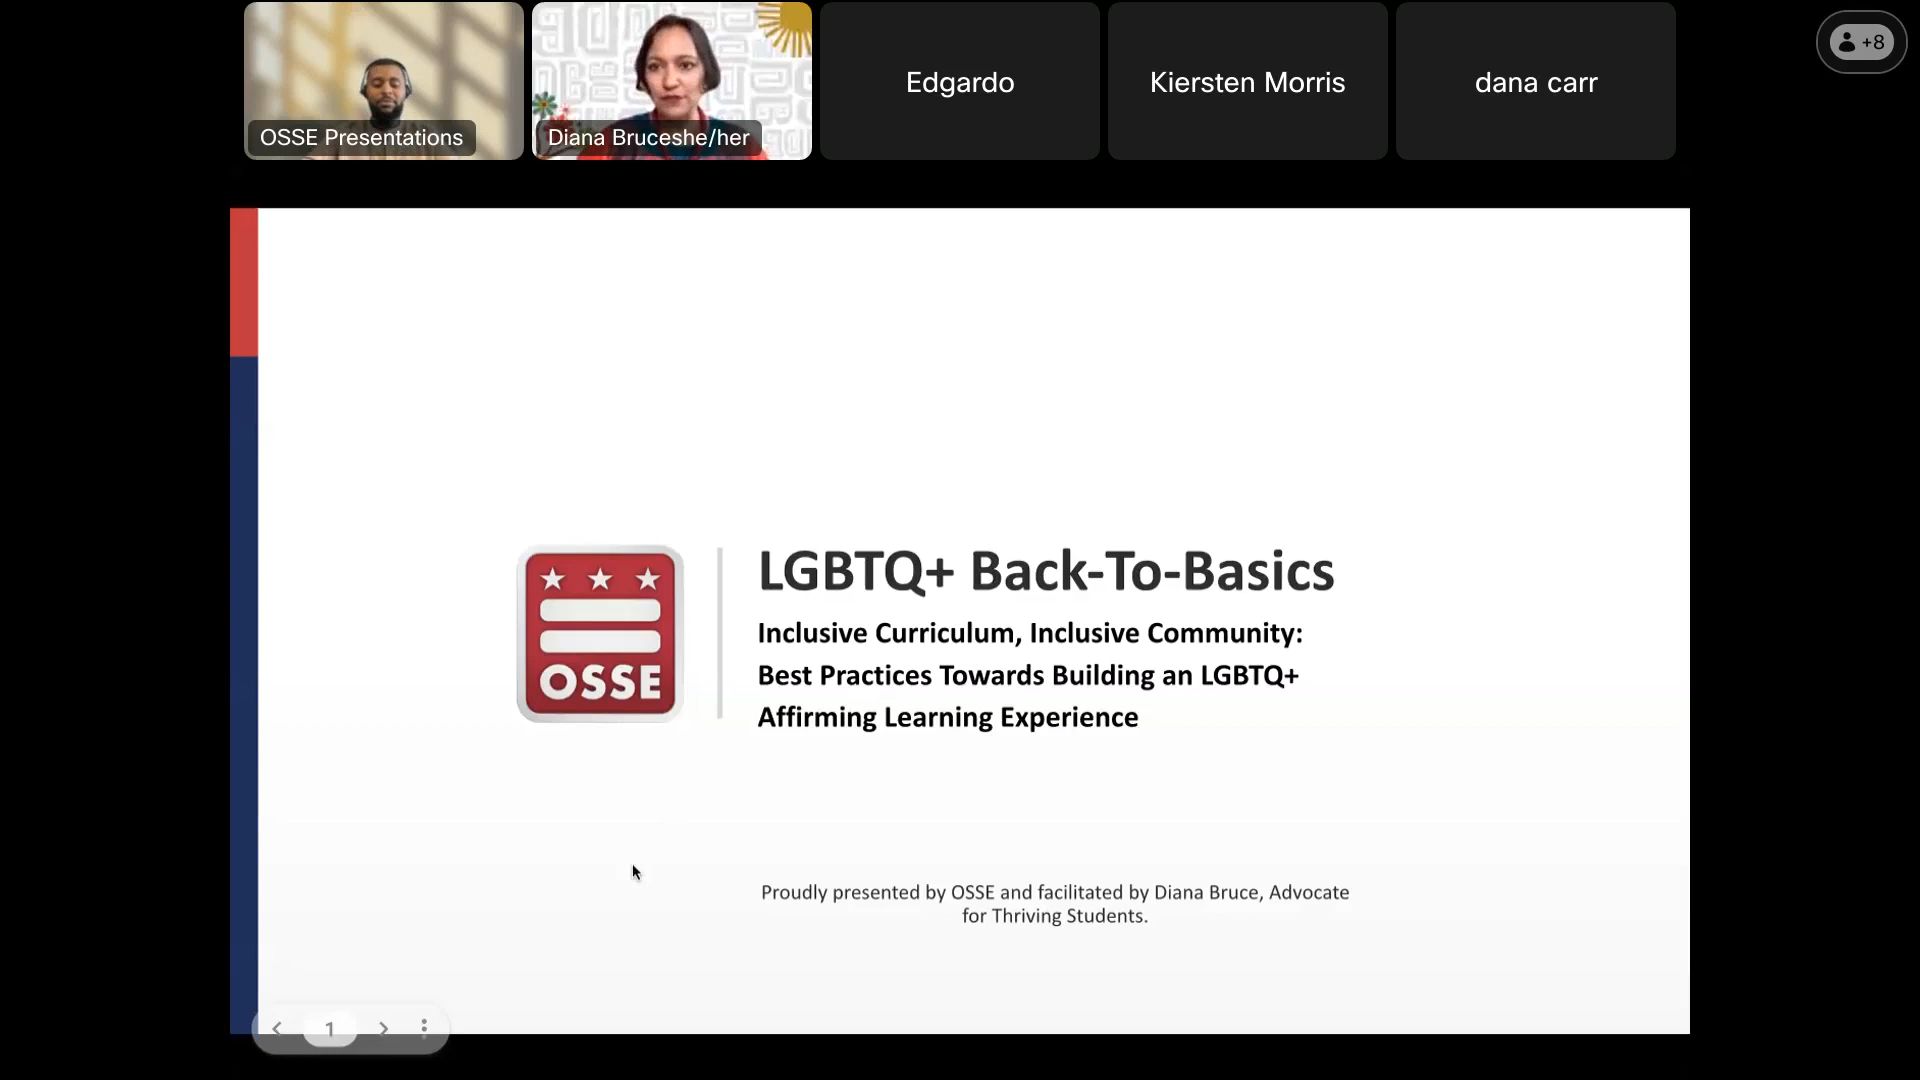 OSSE Presentations
Diana Bruceshe/her
Edgardo
Kiersten Morris
dana carr
+8
OSSE
LGBTQ+ Back-To-Basics
Inclusive Curriculum, Inclusive Community:
Best Practices Towards Building an LGBTQ+
Affirming Learning Experience
Proudly presented by OSSE and facilitated by Diana Bruce, Advocate
for Thriving Students.
1